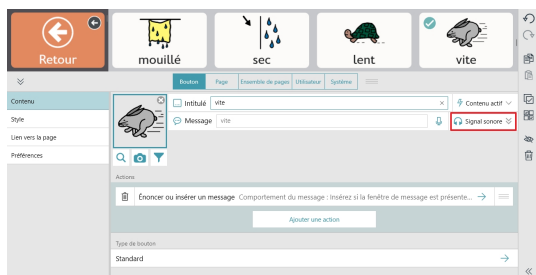 Retour
mouillé
sec
lent
vite
Bouton Page Ensemble de pages Utilisateur Système
Contenu
Style
Lien vers la page
Préférences
Intitulé vite × Contenu actif
Message vite Signal sonore
Actions
Énoncer ou insérer un message Comportement du message : Insérez si la fenêtre de message est présente...
Ajouter une action
Type de bouton
Standard